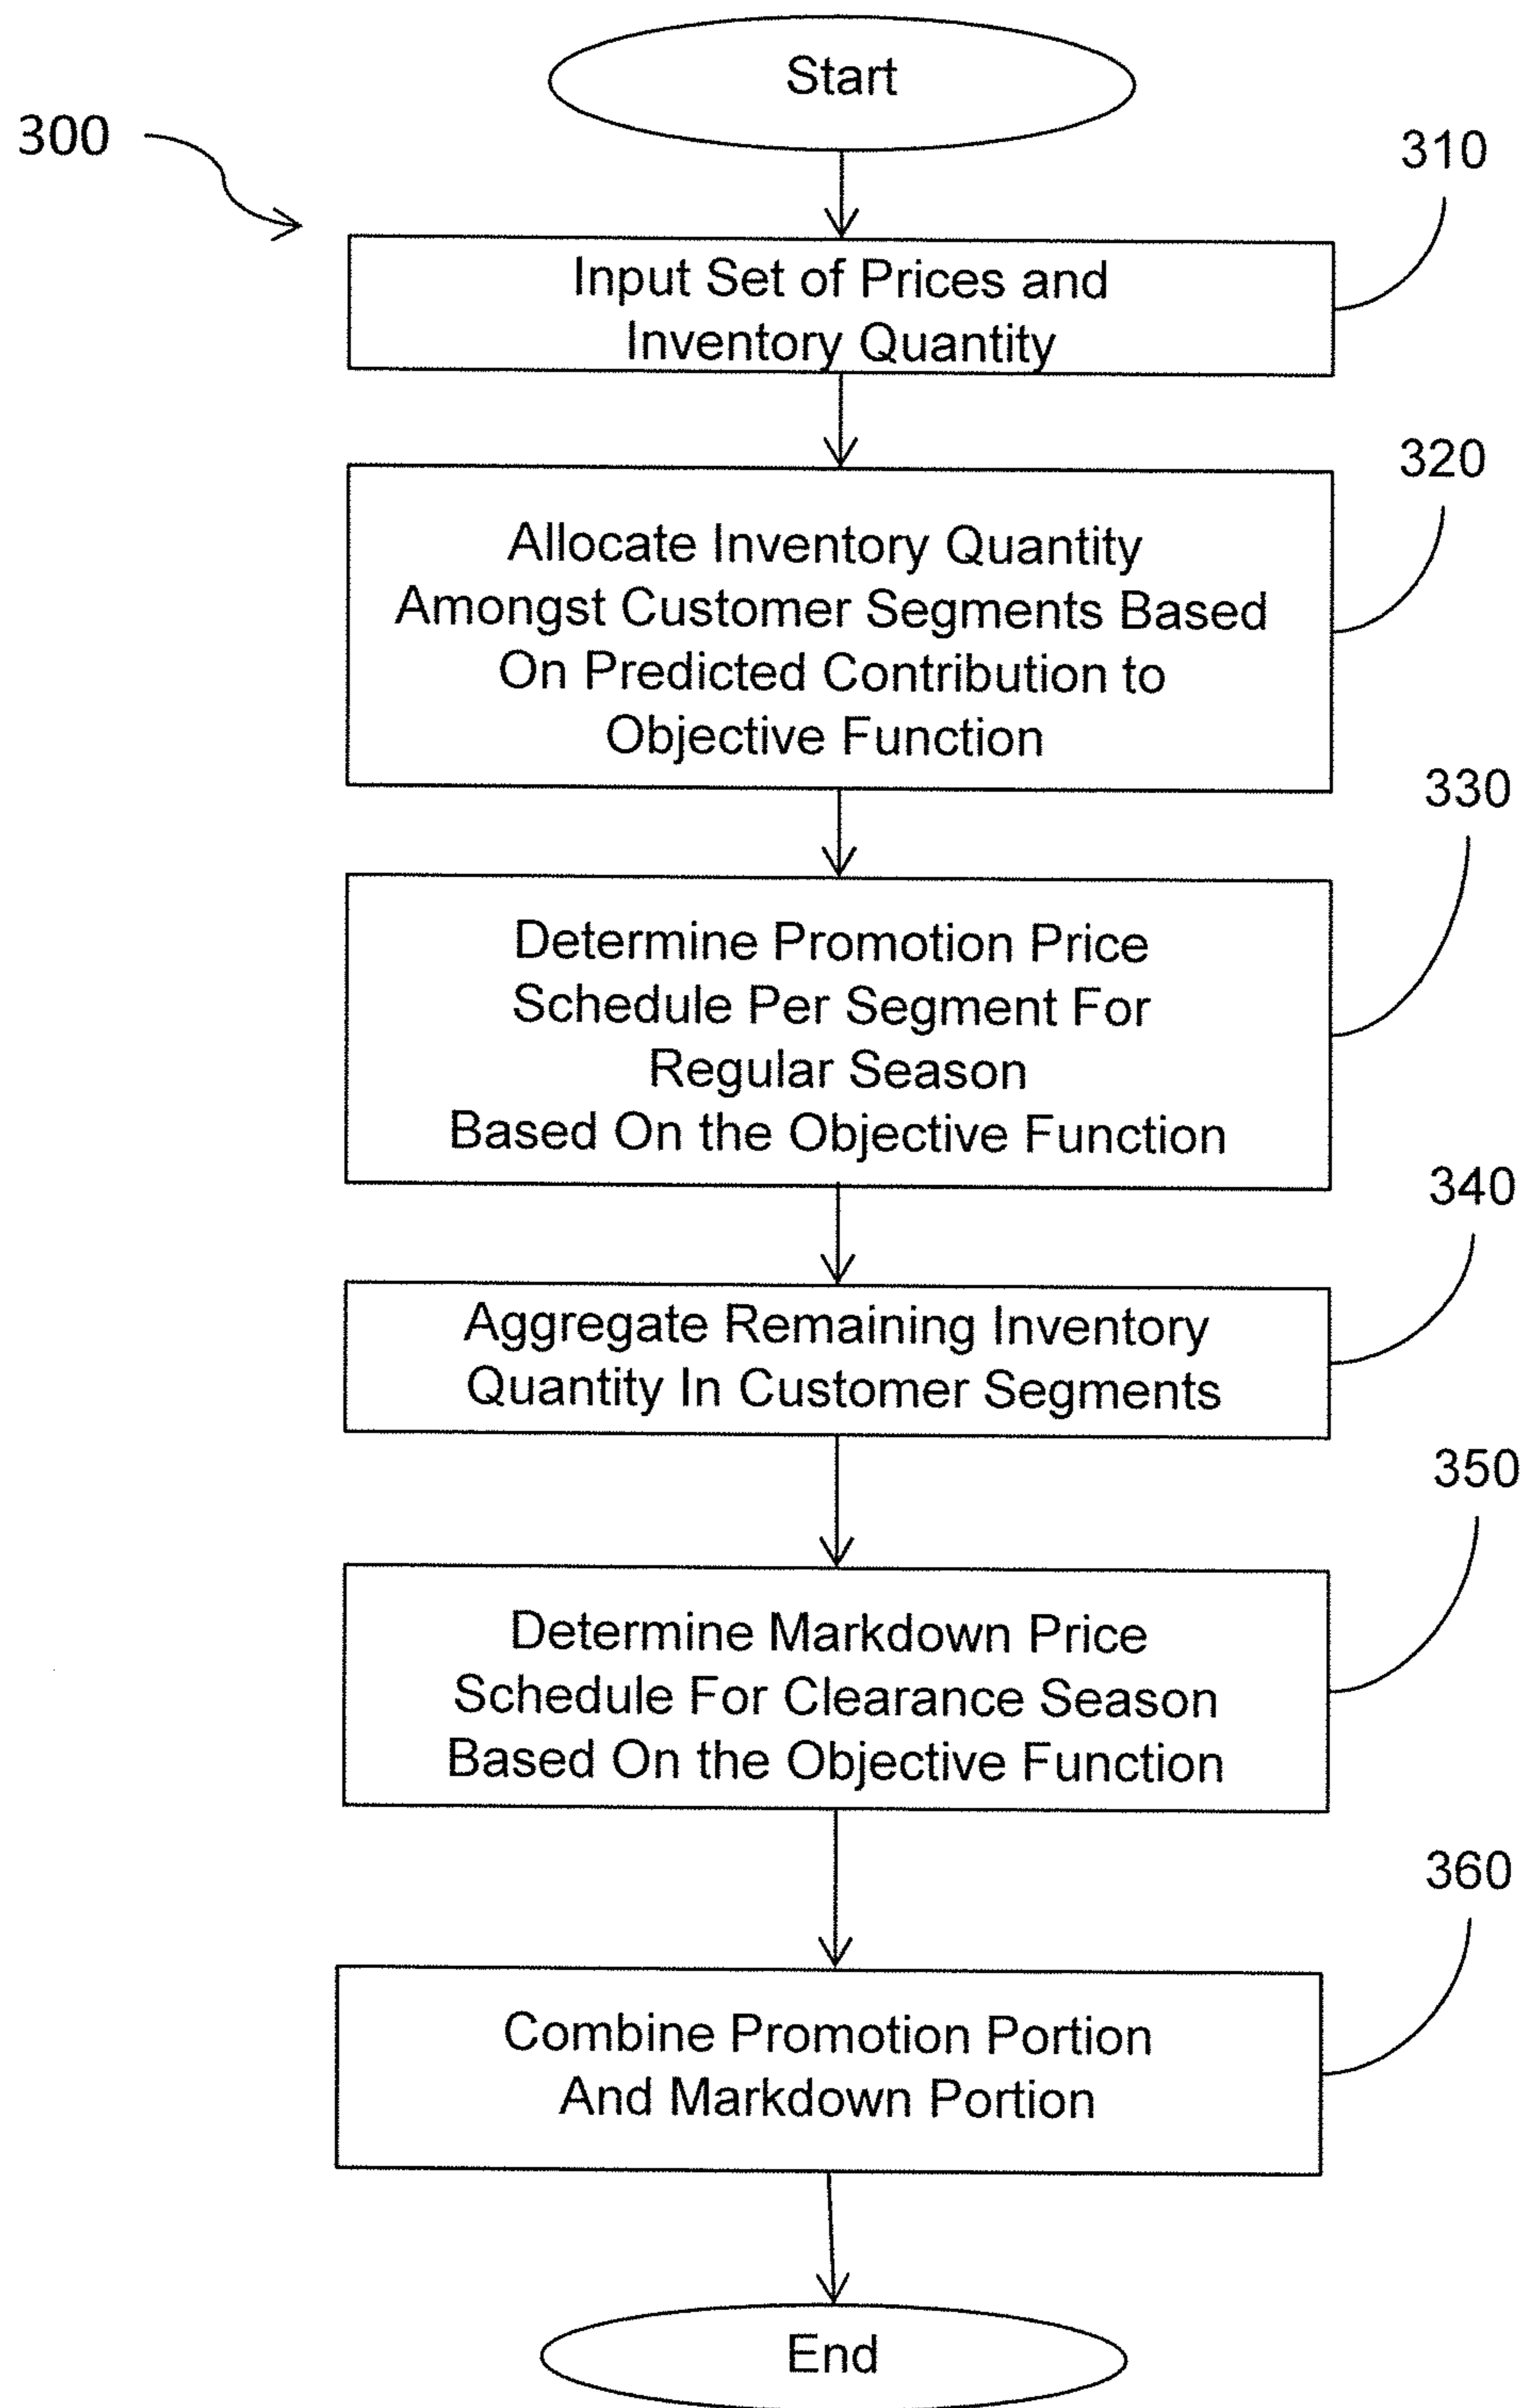 Start
300
310
Input Set of Prices and
Inventory Quantity
320
Allocate Inventory Quantity
Amongst Customer Segments Based
On Predicted Contribution to
Objective Function
330
Determine Promotion Price
Schedule Per Segment For
Regular Season
Based On the Objective Function
340
Aggregate Remaining Inventory
Quantity In Customer Segments
350
Determine Markdown Price
Schedule For Clearance Season
Based On the Objective Function
360
Combine Promotion Portion
And Markdown Portion
End